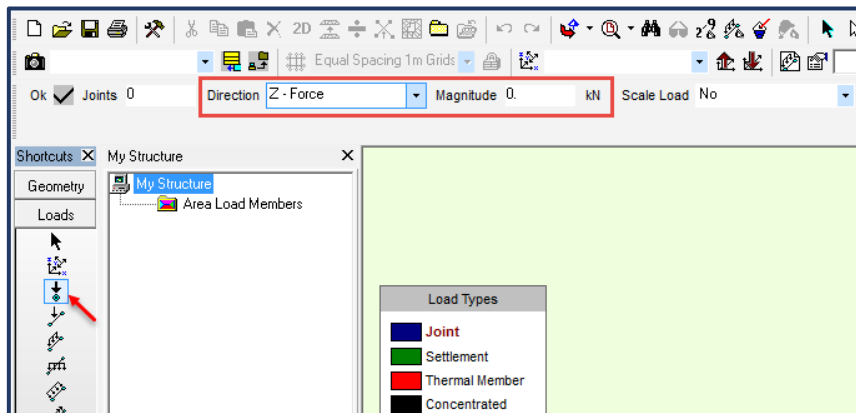 2D
Equal Spacing 1m Grids
Ok Joints 0 Direction Z - Force Magnitude 0. kN Scale Load No
Shortcuts My Structure
Geometry
My Structure
Loads
Area Load Members
Load Types
Joint
Settlement
Thermal Member
Concentrated